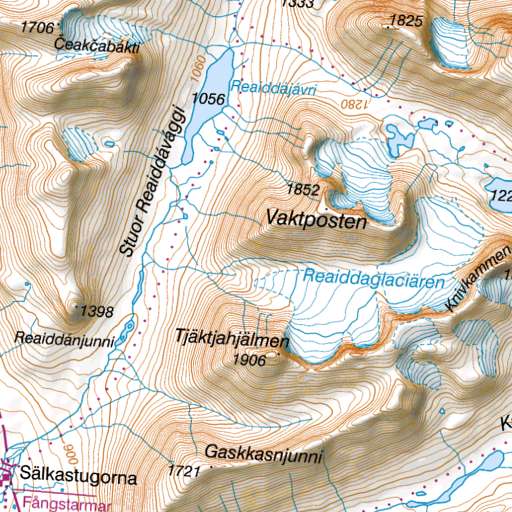 1333
1706
Čeakčabákti
1825
1090
Reaiddájávri
1056
1280
Stuor Reaiddávággi
1852
Vaktposten
122
Reaiddaglaciären
Knivkammen
1398
Reaiddánjunni
Tjäktjahjälmen
1906
900
Gaskkasnjunni
1721
Sälkastugorna
Fångstarmar